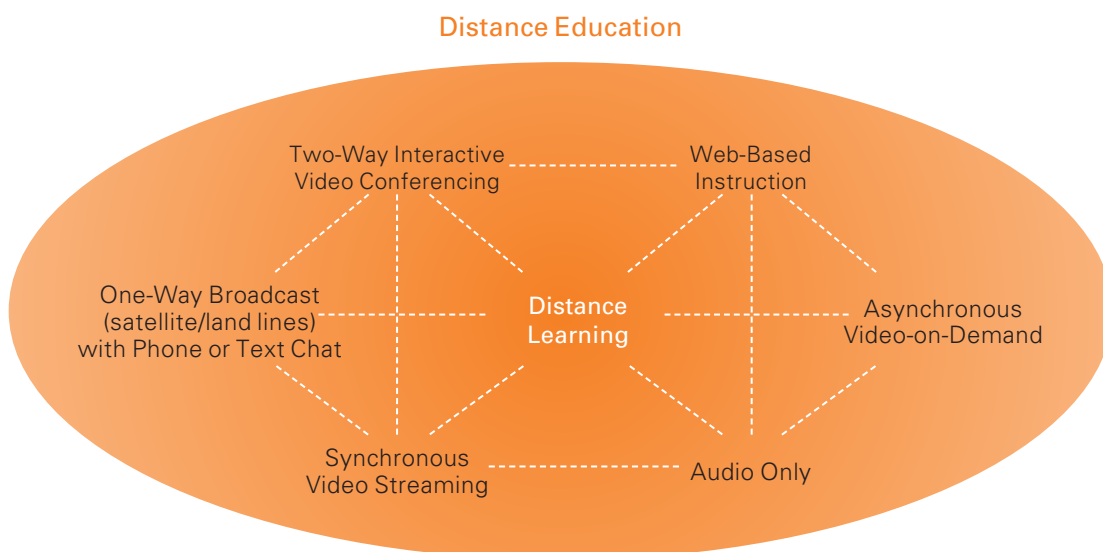 Distance Education
Two-Way Interactive
Video Conferencing
Web-Based
Instruction
One-Way Broadcast
(satellite/land lines)
with Phone or Text Chat
Distance
Learning
Asynchronous
Video-on-Demand
Synchronous
Video Streaming
Audio Only